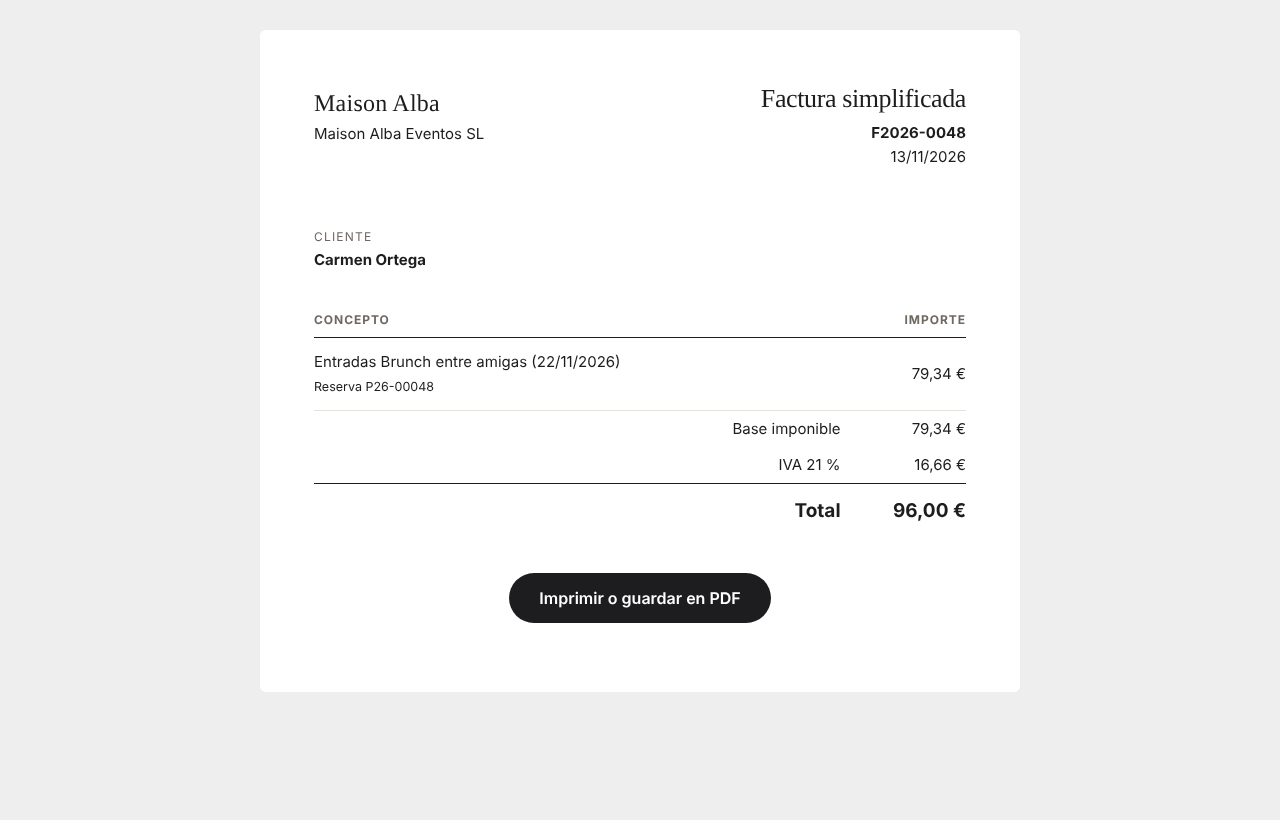 Maison Alba
Maison Alba Eventos SL
Factura simplificada
F2026-0048
13/11/2026
CLIENTE
Carmen Ortega
CONCEPTO IMPORTE
Entradas Brunch entre amigas (22/11/2026) 79,34 €
Reserva P26-00048
Base imponible 79,34 €
IVA 21 % 16,66 €
Total 96,00 €
Imprimir o guardar en PDF